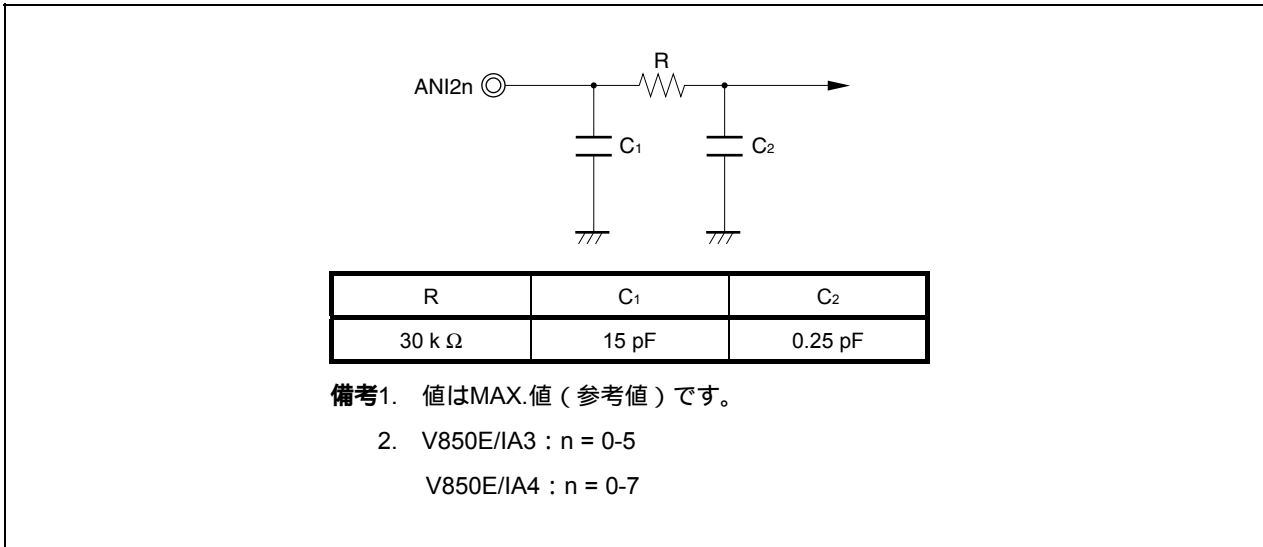 R
ANI2n
C1
C2
R C1 C2
30 k Ω 15 pF 0.25 pF
備考1. 値はMAX.値（参考値）です。
2. V850E/IA3：n = 0-5
V850E/IA4：n = 0-7